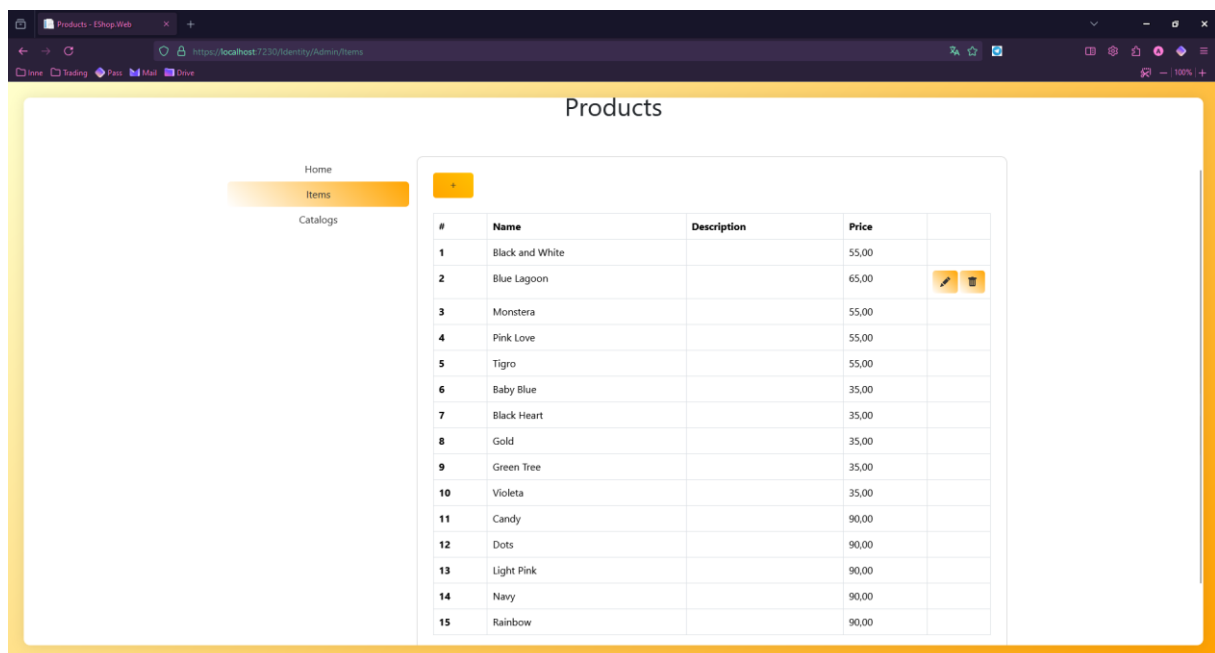 Products - EShop.Web
https://localhost:7230/Identity/Admin/Items
Inne Trading Pass Mail Drive 100%
Products
Home
Items
Catalogs
+
# Name Description Price
1 Black and White 55,00
2 Blue Lagoon 65,00
3 Monstera 55,00
4 Pink Love 55,00
5 Tigro 55,00
6 Baby Blue 35,00
7 Black Heart 35,00
8 Gold 35,00
9 Green Tree 35,00
10 Violeta 35,00
11 Candy 90,00
12 Dots 90,00
13 Light Pink 90,00
14 Navy 90,00
15 Rainbow 90,00